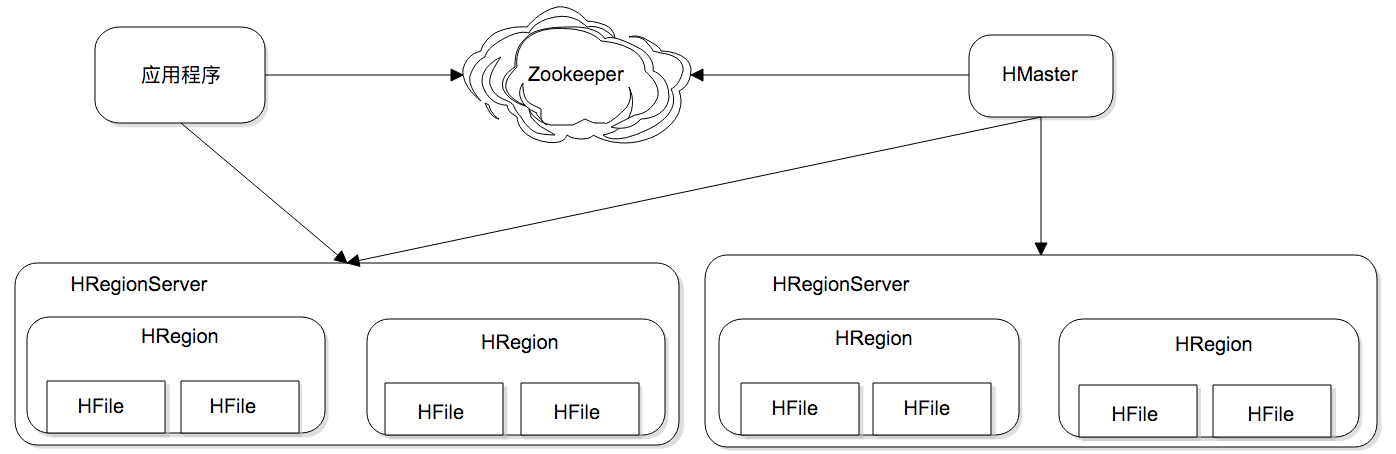 应用程序
Zookeeper
HMaster
HRegionServer
HRegion
HFile
HFile
HRegion
HFile
HFile
HRegionServer
HRegion
HFile
HFile
HRegion
HFile
HFile